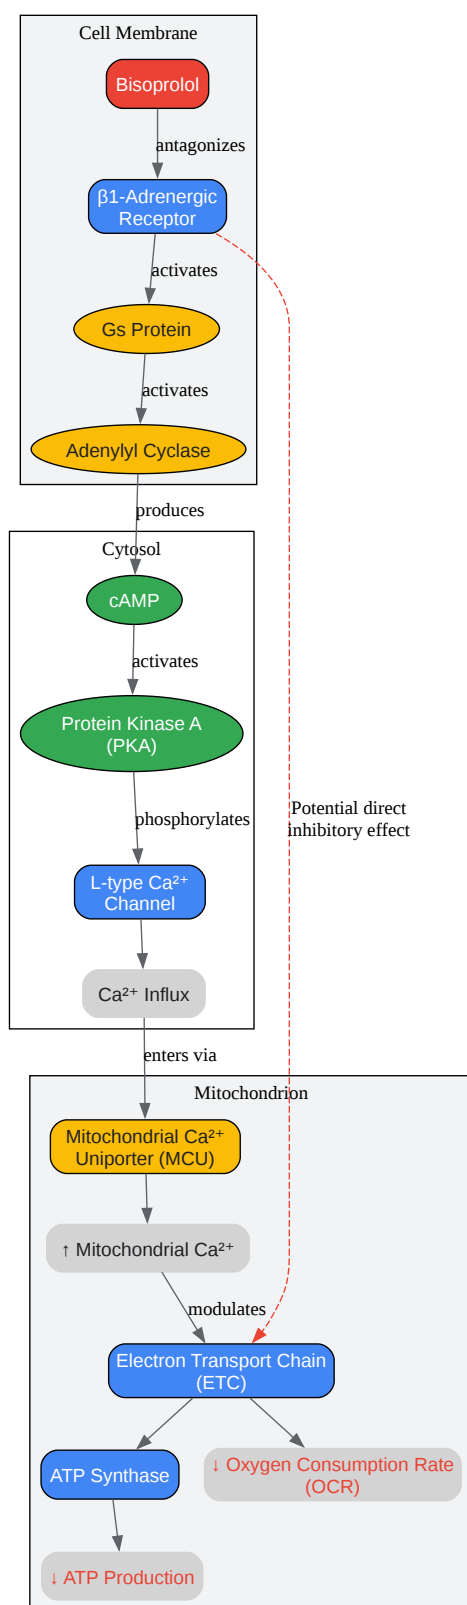 Cell Membrane
Bisoprolol
antagonizes
β1-Adrenergic
Receptor
activates
Gs Protein
activates
Adenylyl Cyclase
produces
Cytosol
cAMP
activates
Protein Kinase A
(PKA)
phosphorylates
Potential direct
inhibitory effect
L-type Ca²⁺
Channel
Ca²⁺ Influx
enters via
Mitochondrion
Mitochondrial Ca²⁺
Uniporter (MCU)
↑ Mitochondrial Ca²⁺
modulates
Electron Transport Chain
(ETC)
ATP Synthase
↓ Oxygen Consumption Rate
(OCR)
↓ ATP Production